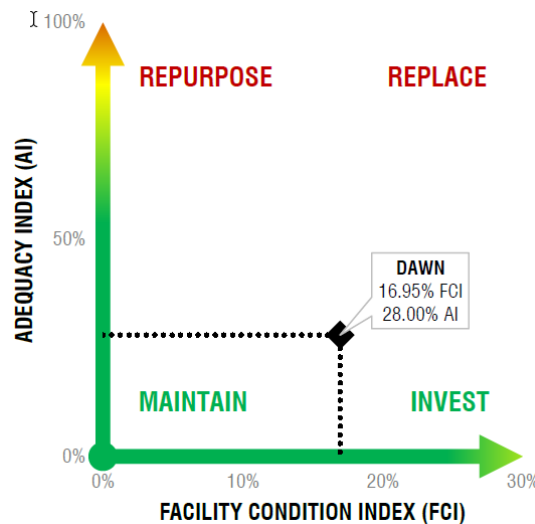 100%
REPURPOSE
REPLACE
ADEQUACY INDEX (AI)
50%
DAWN
16.95% FCI
28.00% AI
MAINTAIN
INVEST
0%
0%
10%
20%
30%
FACILITY CONDITION INDEX (FCI)